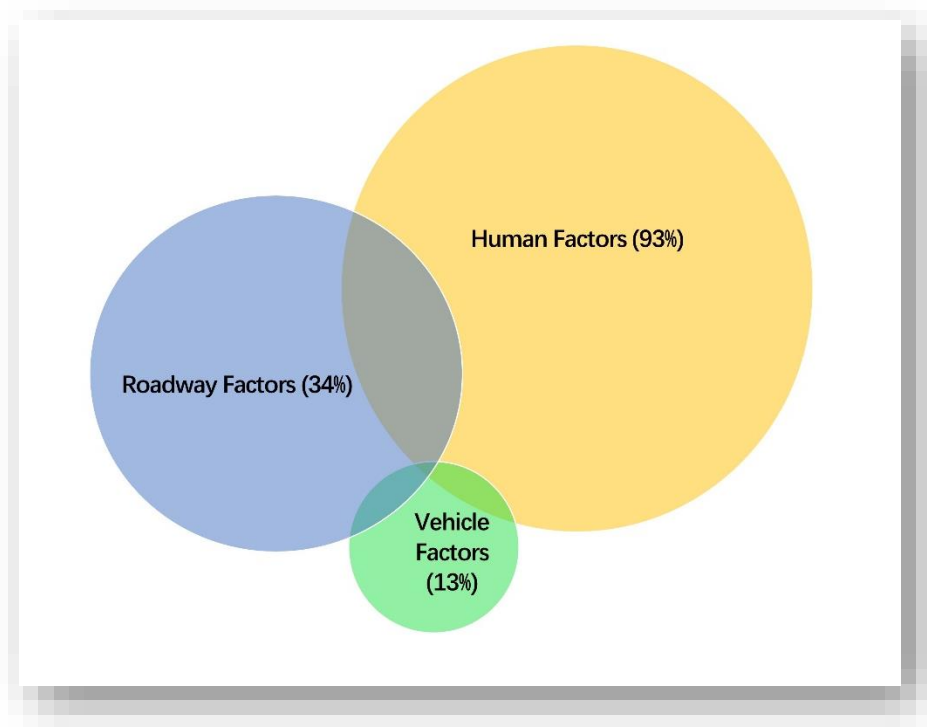 Human Factors (93%)
Roadway Factors (34%)
Vehicle
Factors
(13%)